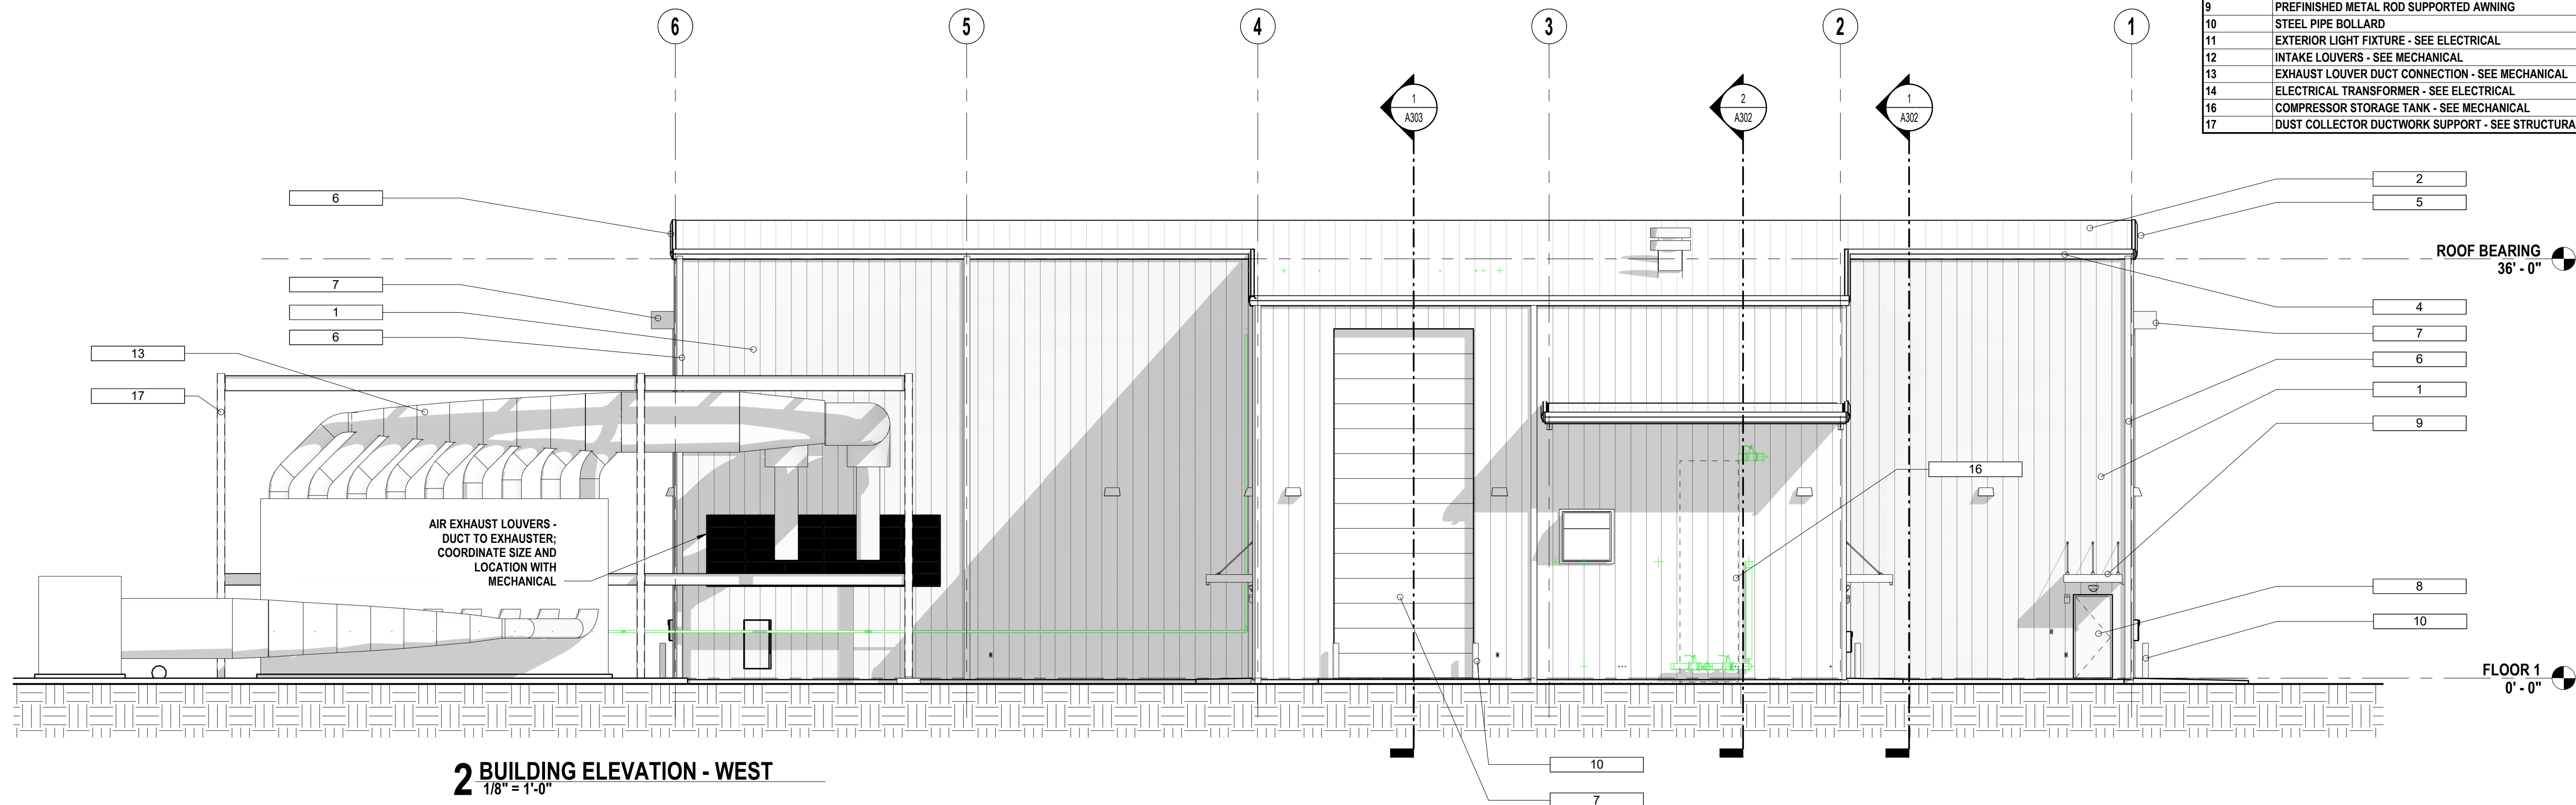 6
5
4
3
2
1
9 PREFINISHED METAL ROD SUPPORTED AWNING
10 STEEL PIPE BOLLARD
11 EXTERIOR LIGHT FIXTURE - SEE ELECTRICAL
12 INTAKE LOUVERS - SEE MECHANICAL
13 EXHAUST LOUVER DUCT CONNECTION - SEE MECHANICAL
14 ELECTRICAL TRANSFORMER - SEE ELECTRICAL
16 COMPRESSOR STORAGE TANK - SEE MECHANICAL
17 DUST COLLECTOR DUCTWORK SUPPORT - SEE STRUCTURA
1
A303
2
A302
1
A302
6
7
1
6
13
17
2
5
ROOF BEARING
36' - 0"
4
7
6
1
9
16
8
10
FLOOR 1
0' - 0"
AIR EXHAUST LOUVERS -
DUCT TO EXHAUSTER;
COORDINATE SIZE AND
LOCATION WITH
MECHANICAL
10
7
2 BUILDING ELEVATION - WEST
1/8" = 1'-0"